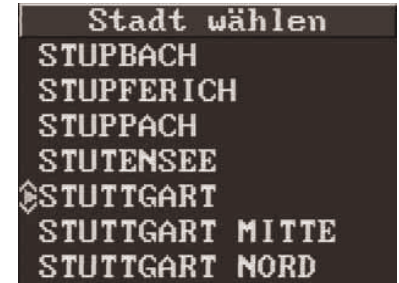 Stadt wählen
STUPBACH
STUPFERICH
STUPPACH
STUTENSEE
STUTTGART
STUTTGART MITTE
STUTTGART NORD